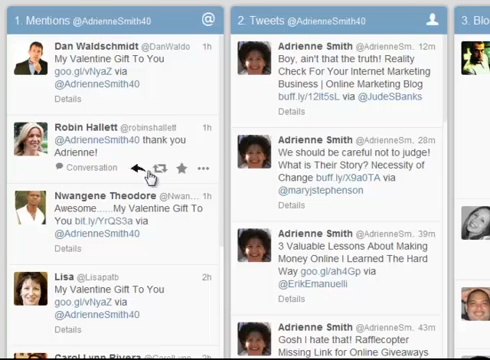 1. Mentions @AdrienneSmith40
Dan Waldschmidt @DanWaldo 1h
My Valentine Gift To You
goo.gl/vNyaZ via
@AdrienneSmith40
Details
Robin Hallett @robinshallett 1h
@AdrienneSmith40 thank you
Adrienne!
Conversation
Nwangene Theodore @Nwan... 1h
Awesome......My Valentine Gift To
You bit.ly/YrQS3a via
@AdrienneSmith40
Details
Lisa @Lisapatb 2h
My Valentine Gift To You
goo.gl/vNyaZ via
@AdrienneSmith40
Details
Carol Lynn Rivera @CarolLynn... 2h
2. Tweets @AdrienneSmith40
Adrienne Smith @AdrienneSm. 12m
Boy, ain't that the truth! Reality
Check For Your Internet Marketing
Business | Online Marketing Blog
buff.ly/12It5sL via @JudeSBanks
Details
Adrienne Smith @AdrienneSm. 28m
We should be careful not to judge!
What is Their Story? Necessity of
Change buff.ly/X9a0TA via
@maryjstephenson
Details
Adrienne Smith @AdrienneSm. 39m
3 Valuable Lessons About Making
Money Online I Learned The Hard
Way goo.gl/ah4Gp via
@ErikEmanuelli
Details
Adrienne Smith @AdrienneSm. 43m
Gosh I hate that! Rafflecopter
Missing Link for Online Giveaways
3. Blo